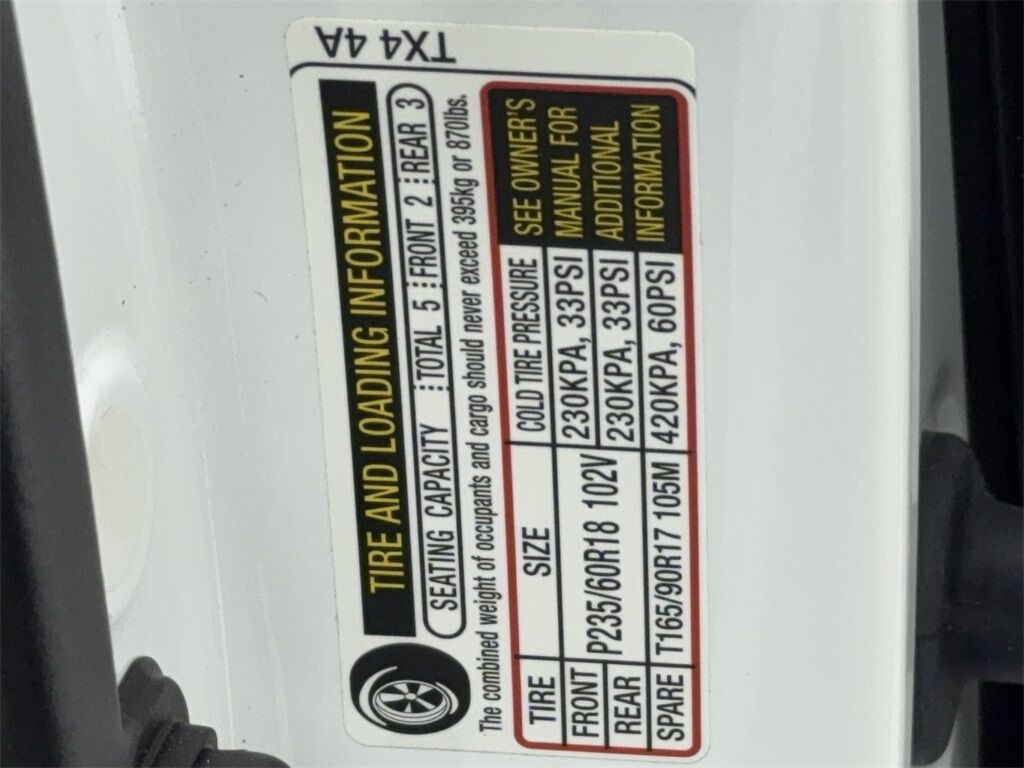 TX4 4A
TIRE AND LOADING INFORMATION
SEATING CAPACITY TOTAL 5 FRONT 2 REAR 3
The combined weight of occupants and cargo should never exceed 395kg or 870lbs.
TIRE SIZE COLD TIRE PRESSURE SEE OWNER'S
FRONT P235/60R18 102V 230KPA, 33PSI MANUAL FOR
REAR 230KPA, 33PSI ADDITIONAL
SPARE T165/90R17 105M 420KPA, 60PSI INFORMATION